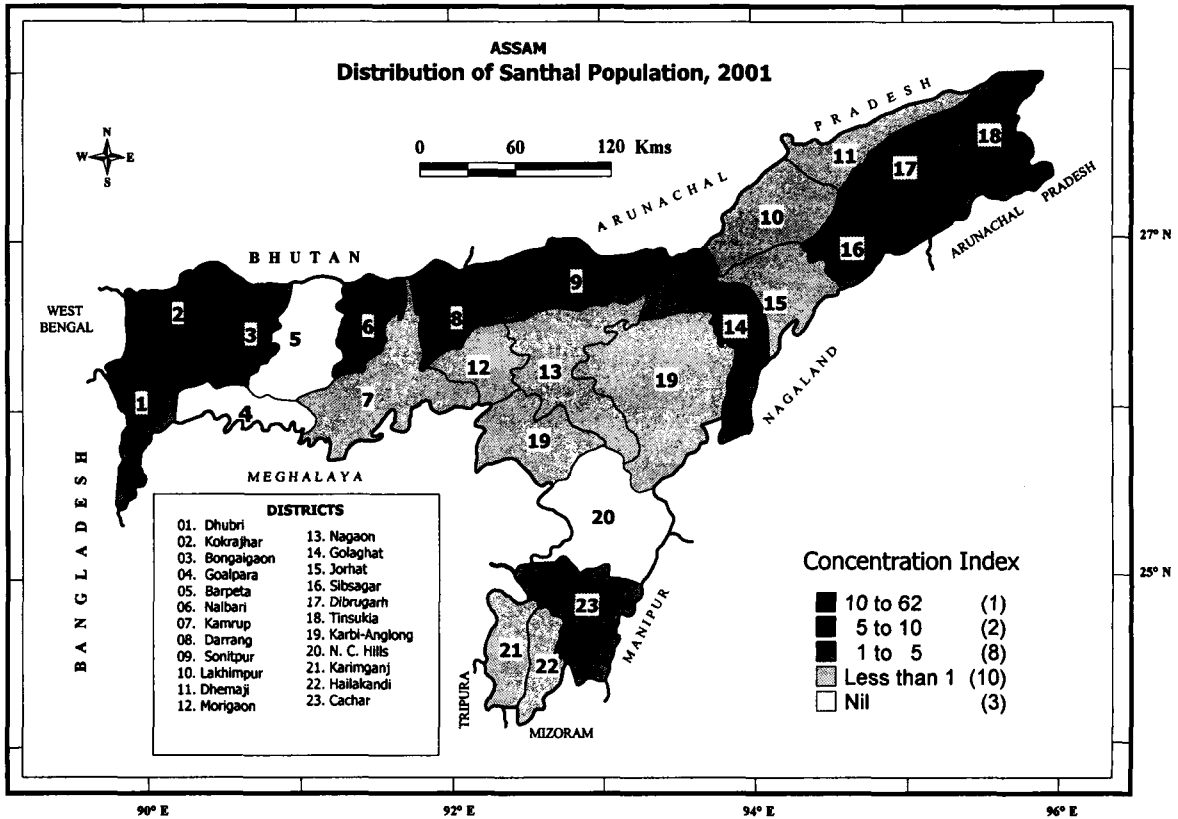 ASSAM
Distribution of Santhal Population, 2001
N
W E
S
0 60 120 Kms
ARUNACHAL PRADESH
BHUTAN
WEST
BENGAL
BANGLADESH
MEGHALAYA
NAGALAND
ARUNACHAL PRADESH
MANIPUR
TRIPURA
MIZORAM
27° N
25° N
1
2
3
4
5
6
7
8
9
10
11
12
13
14
15
16
17
18
19
19
20
21
22
23
DISTRICTS
01. Dhubri
02. Kokrajhar
03. Bongaigaon
04. Goalpara
05. Barpeta
06. Nalbari
07. Kamrup
08. Darrang
09. Sonitpur
10. Lakhimpur
11. Dhemaji
12. Morigaon
13. Nagaon
14. Golaghat
15. Jorhat
16. Sibsagar
17. Dibrugarh
18. Tinsukia
19. Karbi-Anglong
20. N. C. Hills
21. Karimganj
22. Hailakandi
23. Cachar
Concentration Index
10 to 62 (1)
5 to 10 (2)
1 to 5 (8)
Less than 1 (10)
Nil (3)
90° E
92° E
94° E
96° E